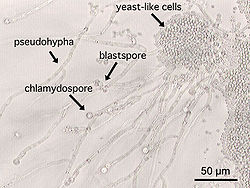 yeast-like cells
pseudohypha
blastspore
chlamydospore
50 µm